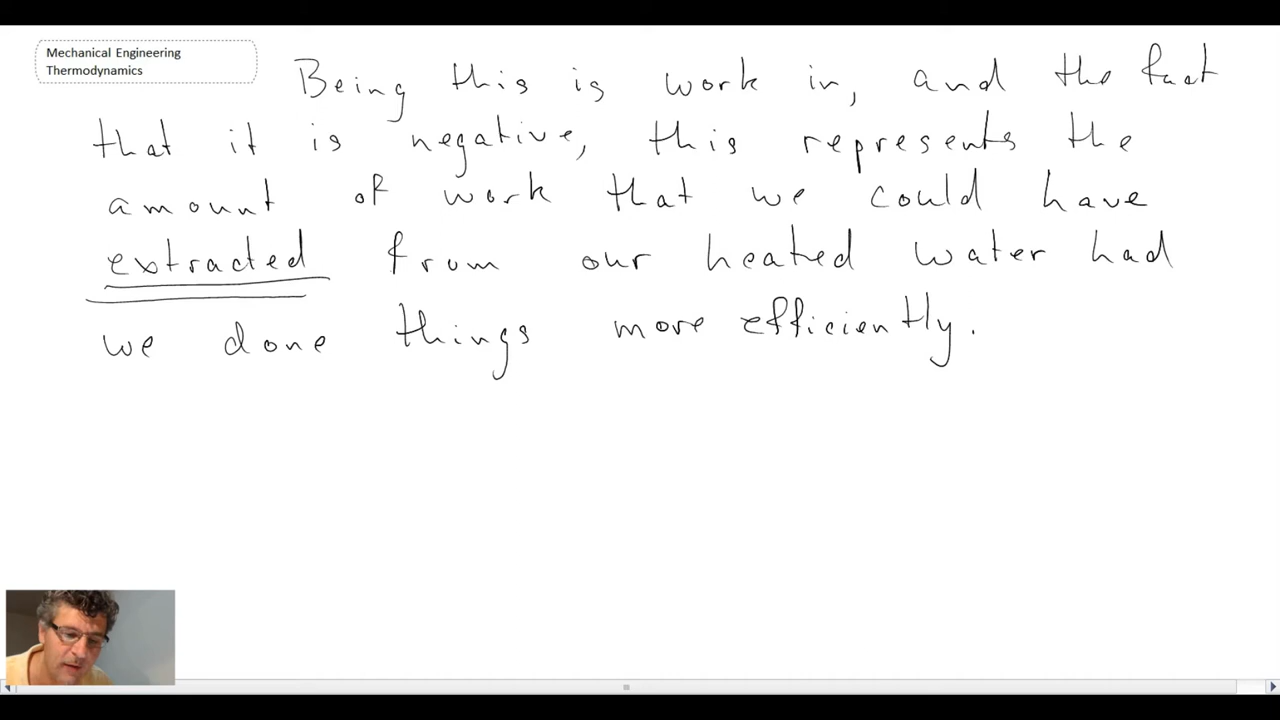 Mechanical Engineering
Thermodynamics
Being this is work in, and the fact
that it is negative, this represents the
amount of work that we could have
extracted from our heated water had
we done things more efficiently.